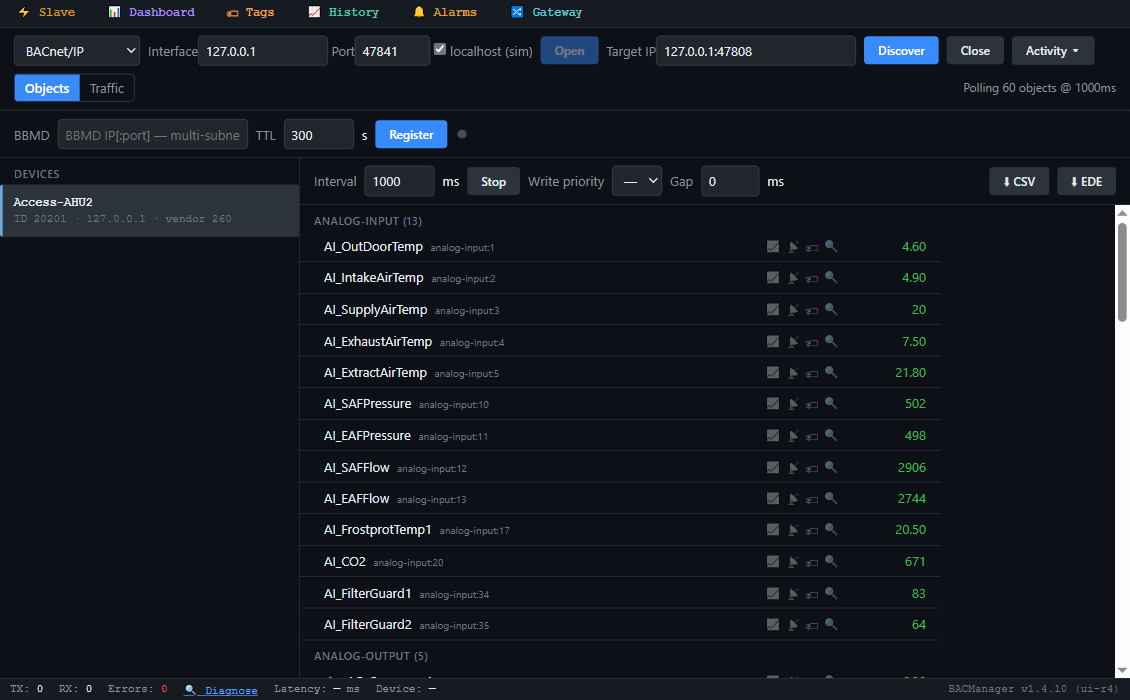 Slave Dashboard Tags History Alarms Gateway
BACnet/IP Interface 127.0.0.1 Port 47841 localhost (sim) Open Target IP 127.0.0.1:47808 Discover Close Activity
Objects Traffic Polling 60 objects @ 1000ms
BBMD BBMD IP[:port] — multi-subne TTL 300 s Register
DEVICES
Access-AHU2
ID 20201 · 127.0.0.1 · vendor 260
Interval 1000 ms Stop Write priority — Gap 0 ms CSV EDE
ANALOG-INPUT (13)
AI_OutDoorTemp analog-input:1 4.60
AI_IntakeAirTemp analog-input:2 4.90
AI_SupplyAirTemp analog-input:3 20
AI_ExhaustAirTemp analog-input:4 7.50
AI_ExtractAirTemp analog-input:5 21.80
AI_SAFPressure analog-input:10 502
AI_EAFPressure analog-input:11 498
AI_SAFFlow analog-input:12 2906
AI_EAFFlow analog-input:13 2744
AI_FrostprotTemp1 analog-input:17 20.50
AI_CO2 analog-input:20 671
AI_FilterGuard1 analog-input:34 83
AI_FilterGuard2 analog-input:35 64
ANALOG-OUTPUT (5)
TX: 0 RX: 0 Errors: 0 Diagnose Latency: — ms Device: — BACManager v1.4.10 (ui-r4)